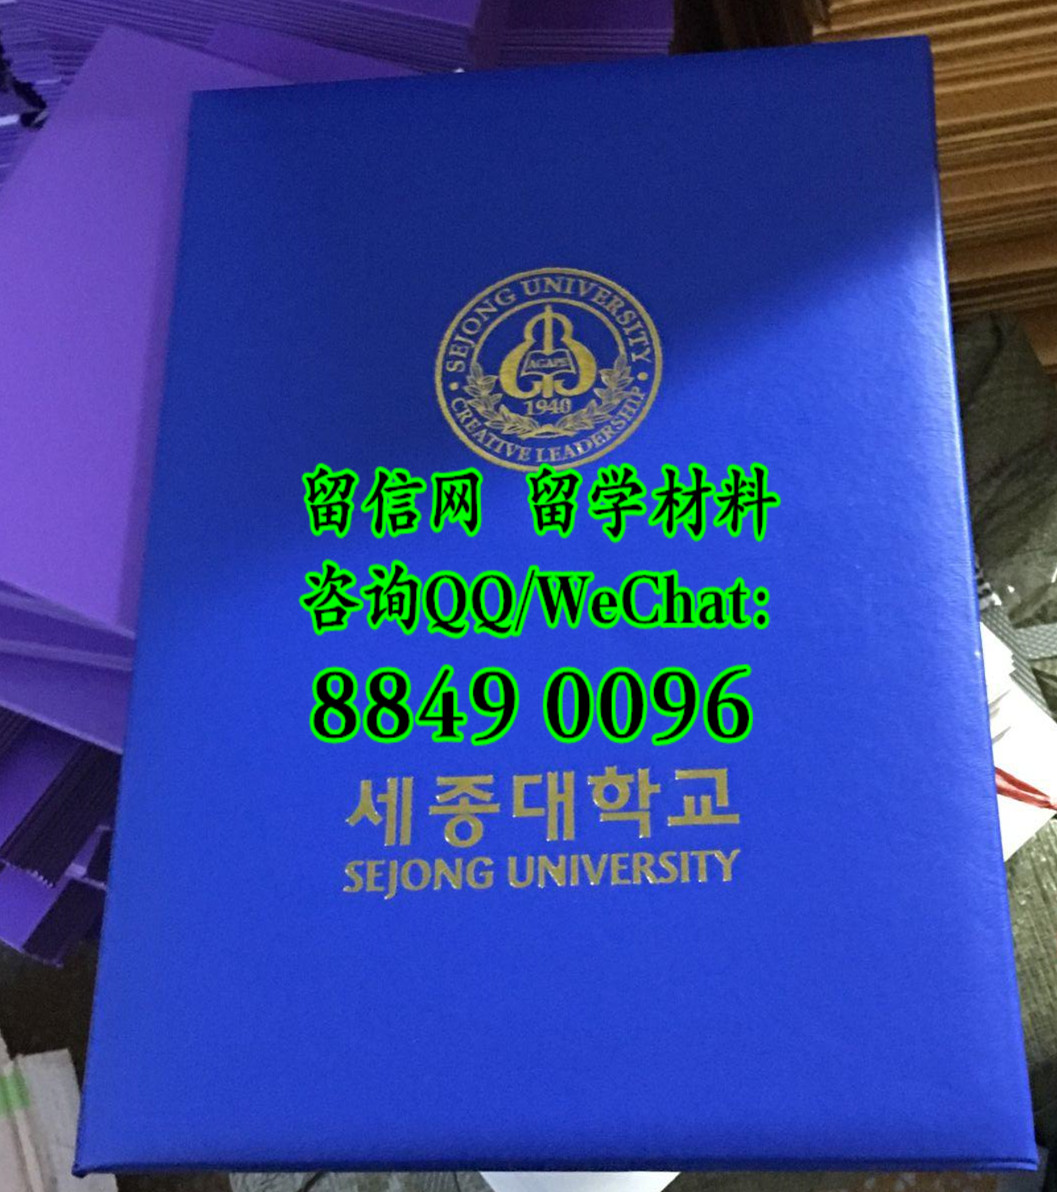 SEJONG UNIVERSITY
AGAPE
1940
CREATIVE LEADERSHIP
留信网 留学材料
咨询QQ/WeChat:
8849 0096
세종대학교
SEJONG UNIVERSITY